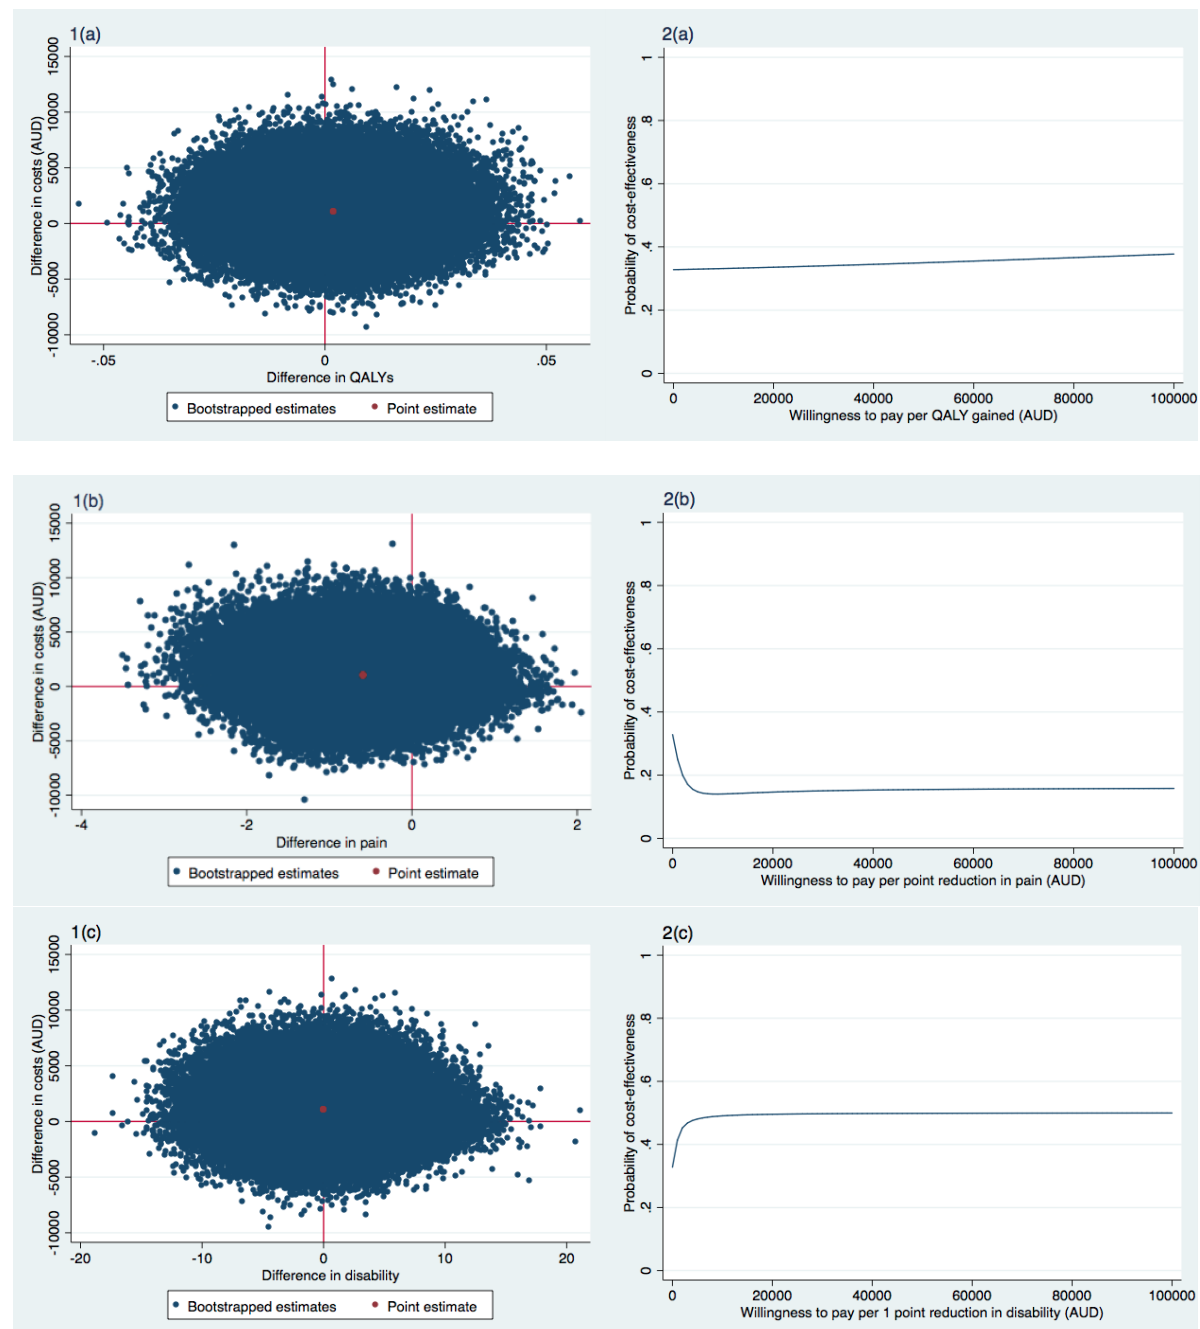 1(a)
Difference in costs (AUD)
15000
10000
5000
0
-5000
-10000
-.05
0
.05
Difference in QALYs
Bootstrapped estimates
Point estimate
2(a)
Probability of cost-effectiveness
1
.8
.6
.4
.2
0
0
20000
40000
60000
80000
100000
Willingness to pay per QALY gained (AUD)
1(b)
Difference in costs (AUD)
15000
10000
5000
0
-5000
-10000
-4
-2
0
2
Difference in pain
Bootstrapped estimates
Point estimate
2(b)
Probability of cost-effectiveness
1
.8
.6
.4
.2
0
0
20000
40000
60000
80000
100000
Willingness to pay per point reduction in pain (AUD)
1(c)
Difference in costs (AUD)
15000
10000
5000
0
-5000
-10000
-20
-10
0
10
20
Difference in disability
Bootstrapped estimates
Point estimate
2(c)
Probability of cost-effectiveness
1
.8
.6
.4
.2
0
0
20000
40000
60000
80000
100000
Willingness to pay per 1 point reduction in disability (AUD)